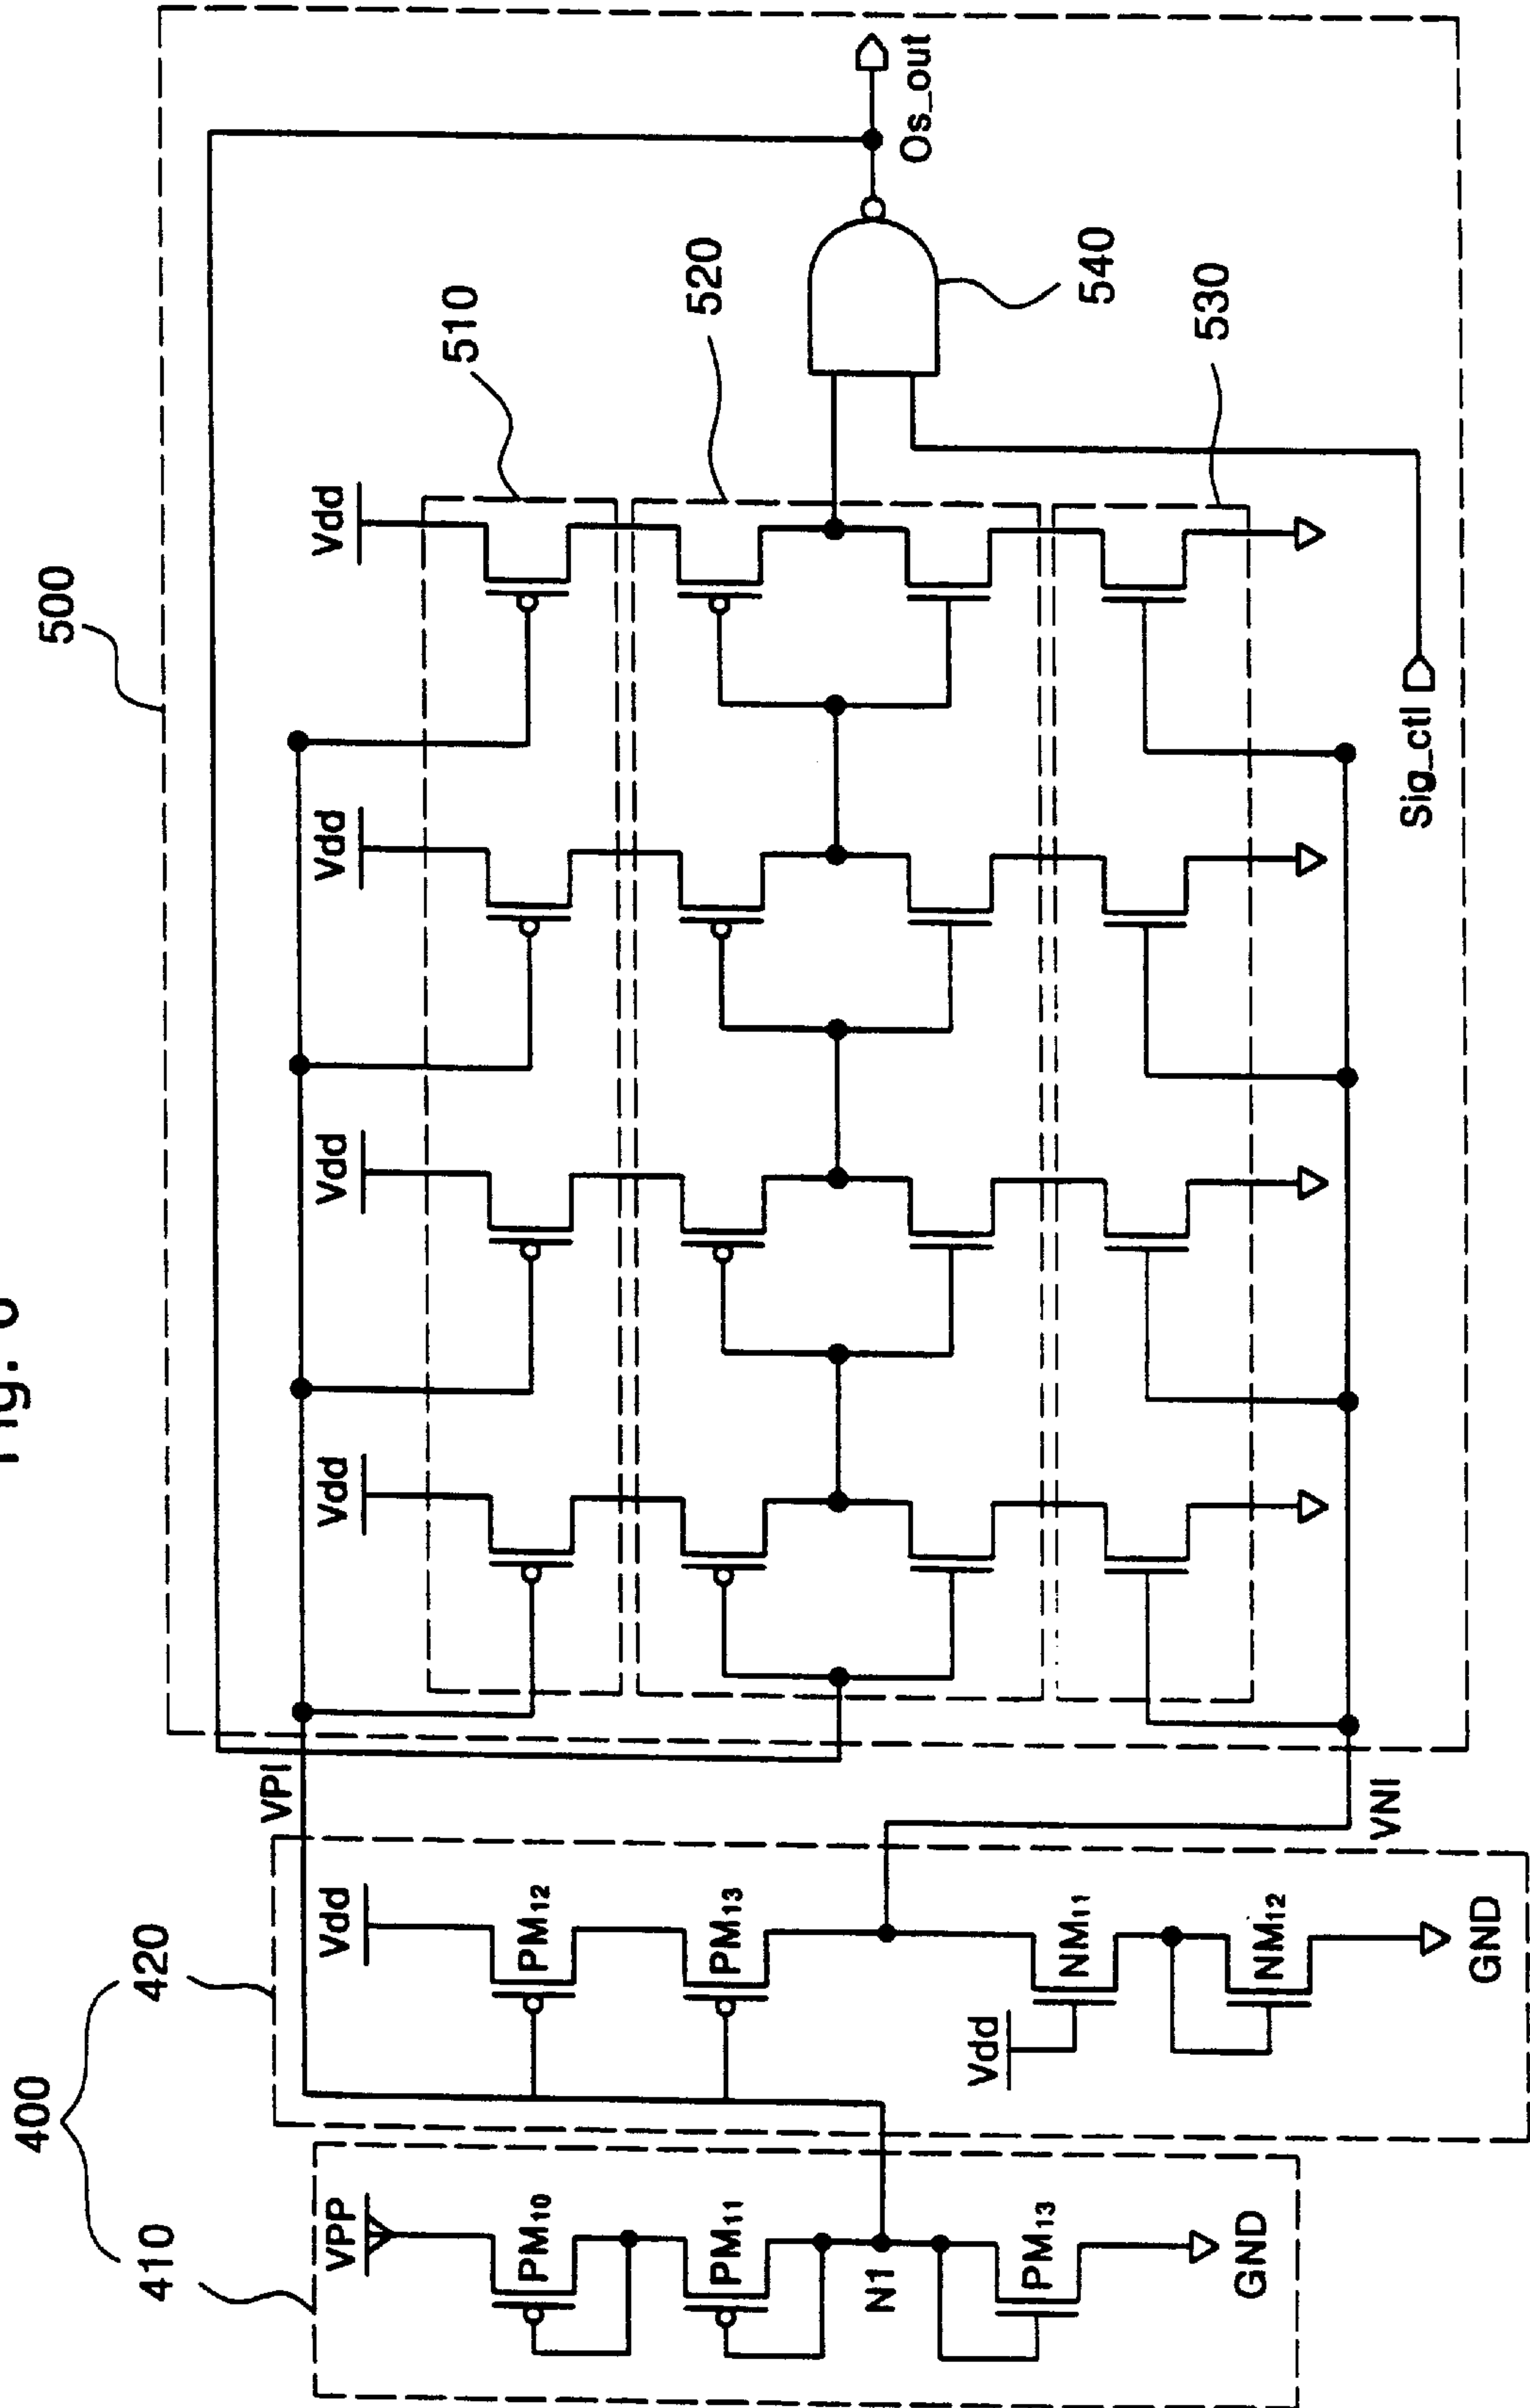 500
Os_out
510
520
540
530
Vdd
Vdd
Vdd
Vdd
Sig_ctl
VPI
VNI
400
410
420
VPP
PM10
PM11
N1
PM13
GND
Vdd
PM12
PM13
Vdd
NM11
NM12
GND